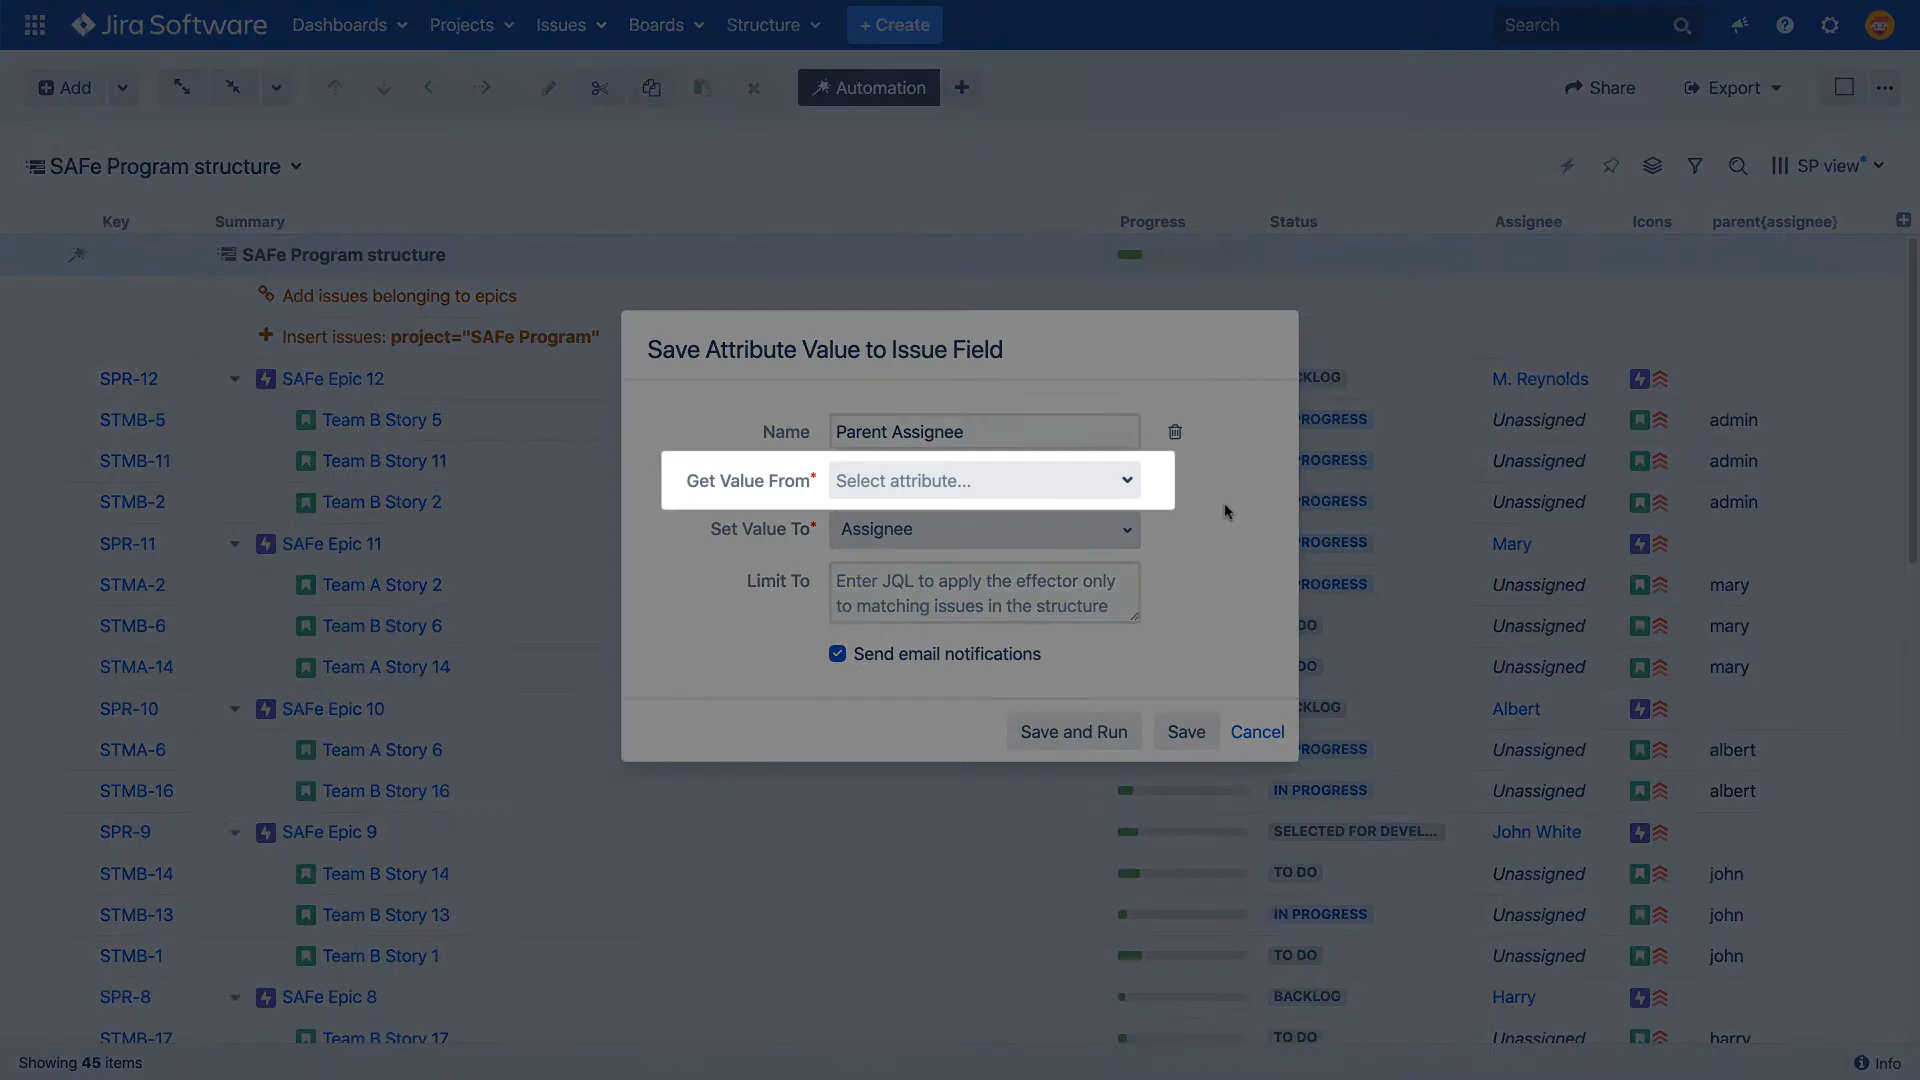 Jira Software Dashboards Projects Issues Boards Structure + Create Search
Add Automation Share Export
SAFe Program structure SP view*
Key Summary Progress Status Assignee Icons parent{assignee}
SAFe Program structure
Add issues belonging to epics
Insert issues: project="SAFe Program"
Save Attribute Value to Issue Field
Name Parent Assignee
Get Value From* Select attribute...
Set Value To* Assignee
Limit To Enter JQL to apply the effector only
to matching issues in the structure
Send email notifications
Save and Run Save Cancel
SPR-12 SAFe Epic 12 KLOG M. Reynolds
STMB-5 Team B Story 5 PROGRESS Unassigned admin
STMB-11 Team B Story 11 PROGRESS Unassigned admin
STMB-2 Team B Story 2 PROGRESS Unassigned admin
SPR-11 SAFe Epic 11 PROGRESS Mary
STMA-2 Team A Story 2 PROGRESS Unassigned mary
STMB-6 Team B Story 6 DO Unassigned mary
STMA-14 Team A Story 14 DO Unassigned mary
SPR-10 SAFe Epic 10 CKLOG Albert
STMA-6 Team A Story 6 PROGRESS Unassigned albert
STMB-16 Team B Story 16 IN PROGRESS Unassigned albert
SPR-9 SAFe Epic 9 SELECTED FOR DEVEL... John White
STMB-14 Team B Story 14 TO DO Unassigned john
STMB-13 Team B Story 13 IN PROGRESS Unassigned john
STMB-1 Team B Story 1 TO DO Unassigned john
SPR-8 SAFe Epic 8 BACKLOG Harry
STMB-17 Team B Story 17 TO DO Unassigned harry
Showing 45 items Info